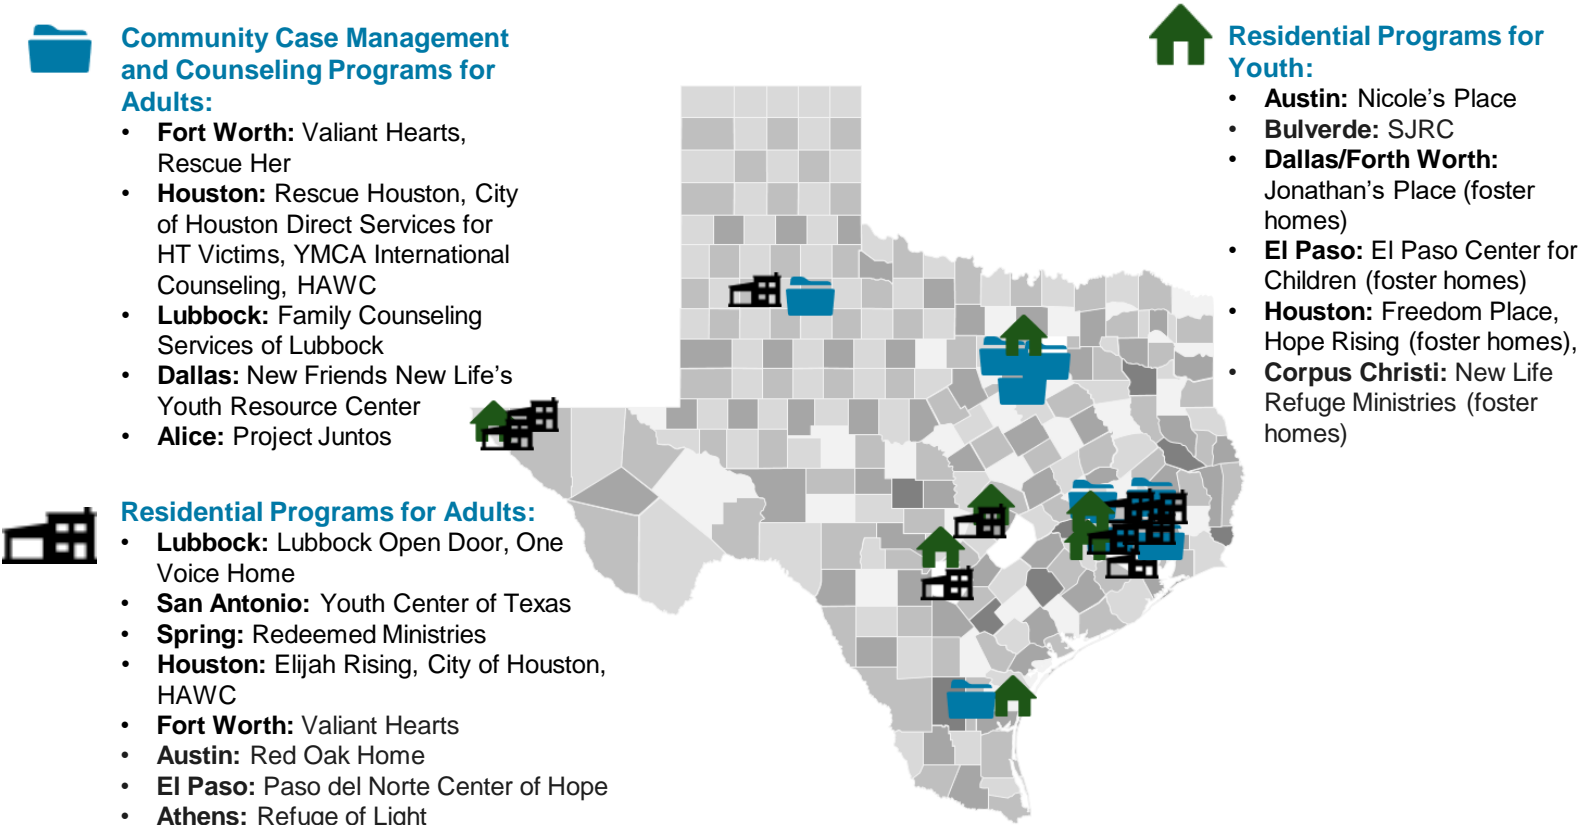 Community Case Management
and Counseling Programs for
Adults:
• Fort Worth: Valiant Hearts,
Rescue Her
• Houston: Rescue Houston, City
of Houston Direct Services for
HT Victims, YMCA International
Counseling, HAWC
• Lubbock: Family Counseling
Services of Lubbock
• Dallas: New Friends New Life's
Youth Resource Center
• Alice: Project Juntos
Residential Programs for Adults:
• Lubbock: Lubbock Open Door, One
Voice Home
• San Antonio: Youth Center of Texas
• Spring: Redeemed Ministries
• Houston: Elijah Rising, City of Houston,
HAWC
• Fort Worth: Valiant Hearts
• Austin: Red Oak Home
• El Paso: Paso del Norte Center of Hope
• Athens: Refuge of Light
Residential Programs for
Youth:
• Austin: Nicole's Place
• Bulverde: SJRC
• Dallas/Forth Worth:
Jonathan's Place (foster
homes)
• El Paso: El Paso Center for
Children (foster homes)
• Houston: Freedom Place,
Hope Rising (foster homes),
• Corpus Christi: New Life
Refuge Ministries (foster
homes)